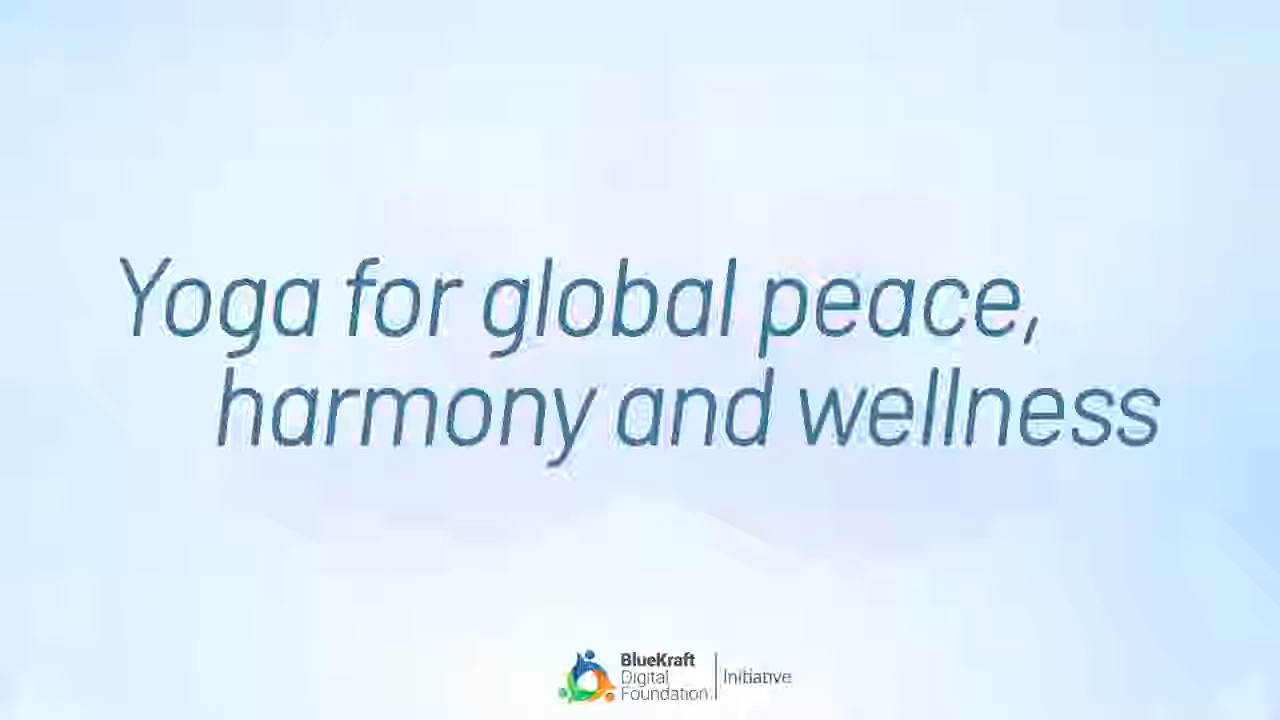 Yoga for global peace,
harmony and wellness
BlueKraft
Digital
Foundation
Initiative